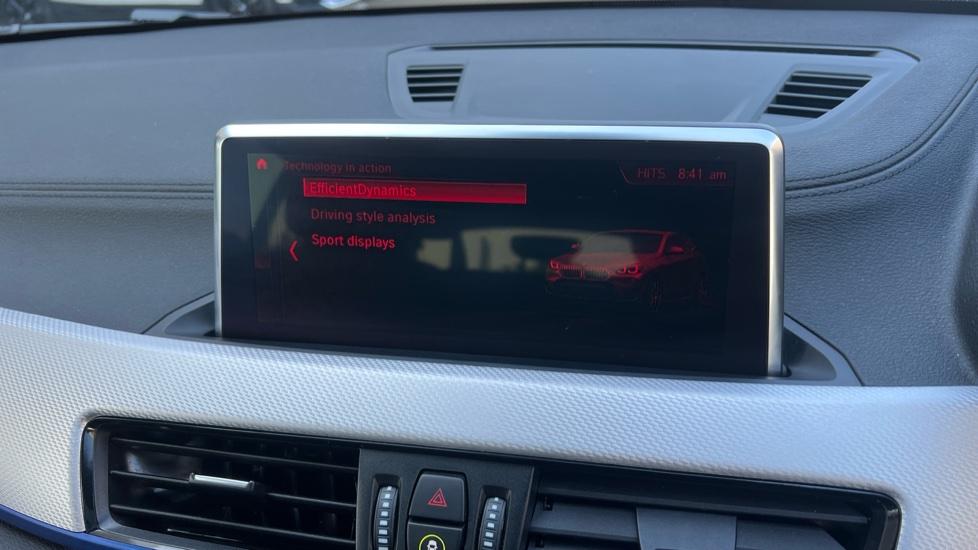 Technology in action
HITS 8:41 am
EfficientDynamics
Driving style analysis
Sport displays